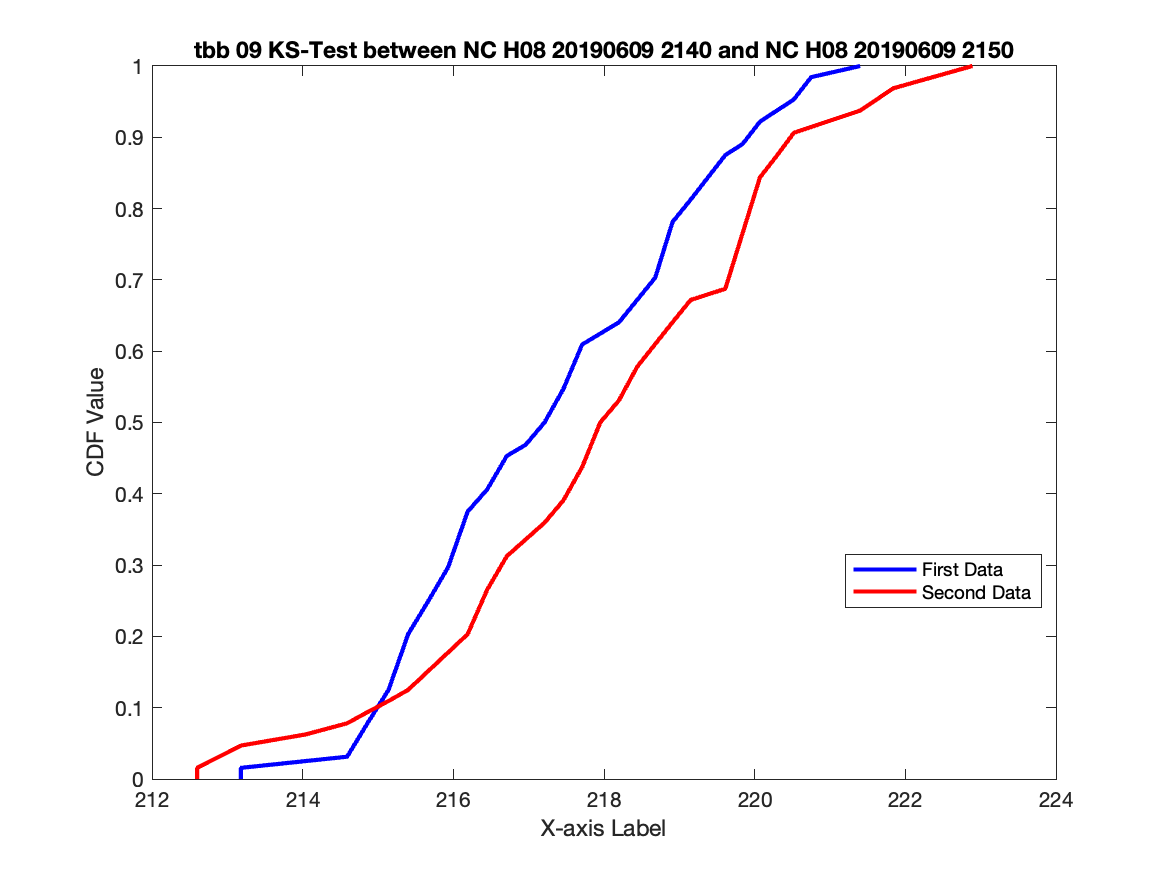 tbb 09 KS-Test between NC H08 20190609 2140 and NC H08 20190609 2150
1
0.9
0.8
0.7
0.6
0.5
0.4
0.3
0.2
0.1
0
CDF Value
First Data
Second Data
212 214 216 218 220 222 224
X-axis Label